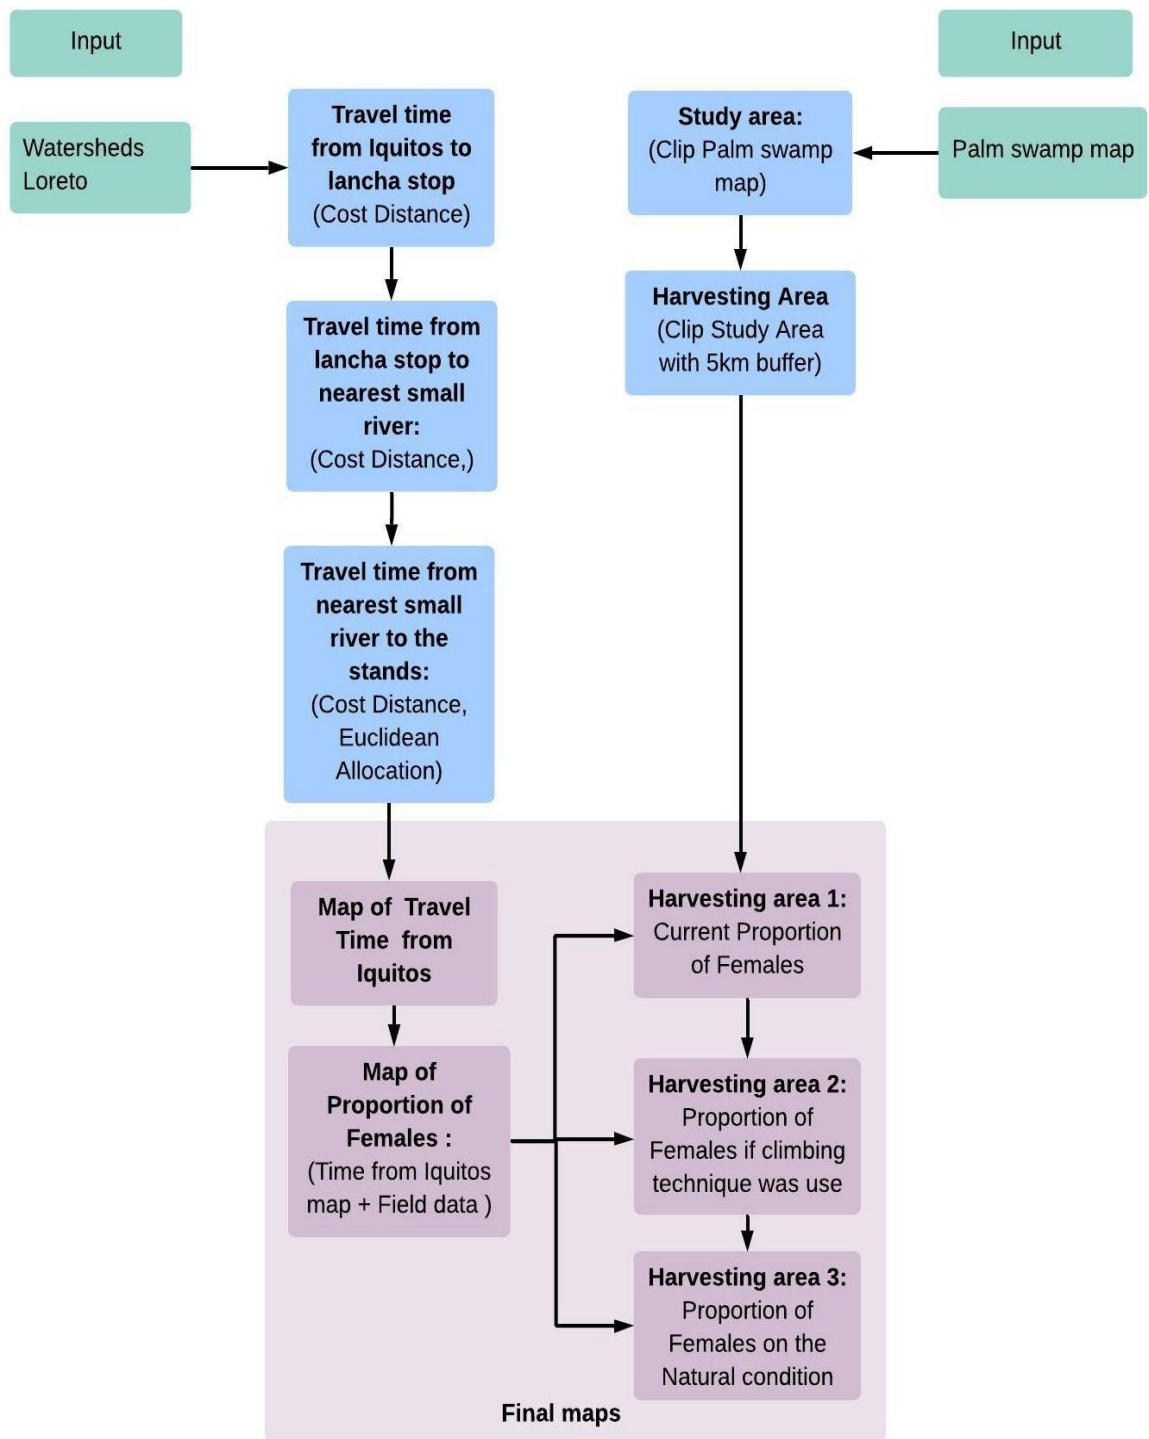 Input
Watersheds
Loreto
Travel time
from Iquitos to
lancha stop
(Cost Distance)
Travel time from
lancha stop to
nearest small
river:
(Cost Distance,)
Travel time from
nearest small
river to the
stands:
(Cost Distance,
Euclidean
Allocation)
Input
Palm swamp map
Study area:
(Clip Palm swamp
map)
Harvesting Area
(Clip Study Area
with 5km buffer)
Map of Travel
Time from
Iquitos
Map of
Proportion of
Females :
(Time from Iquitos
map + Field data )
Harvesting area 1:
Current Proportion
of Females
Harvesting area 2:
Proportion of
Females if climbing
technique was use
Harvesting area 3:
Proportion of
Females on the
Natural condition
Final maps